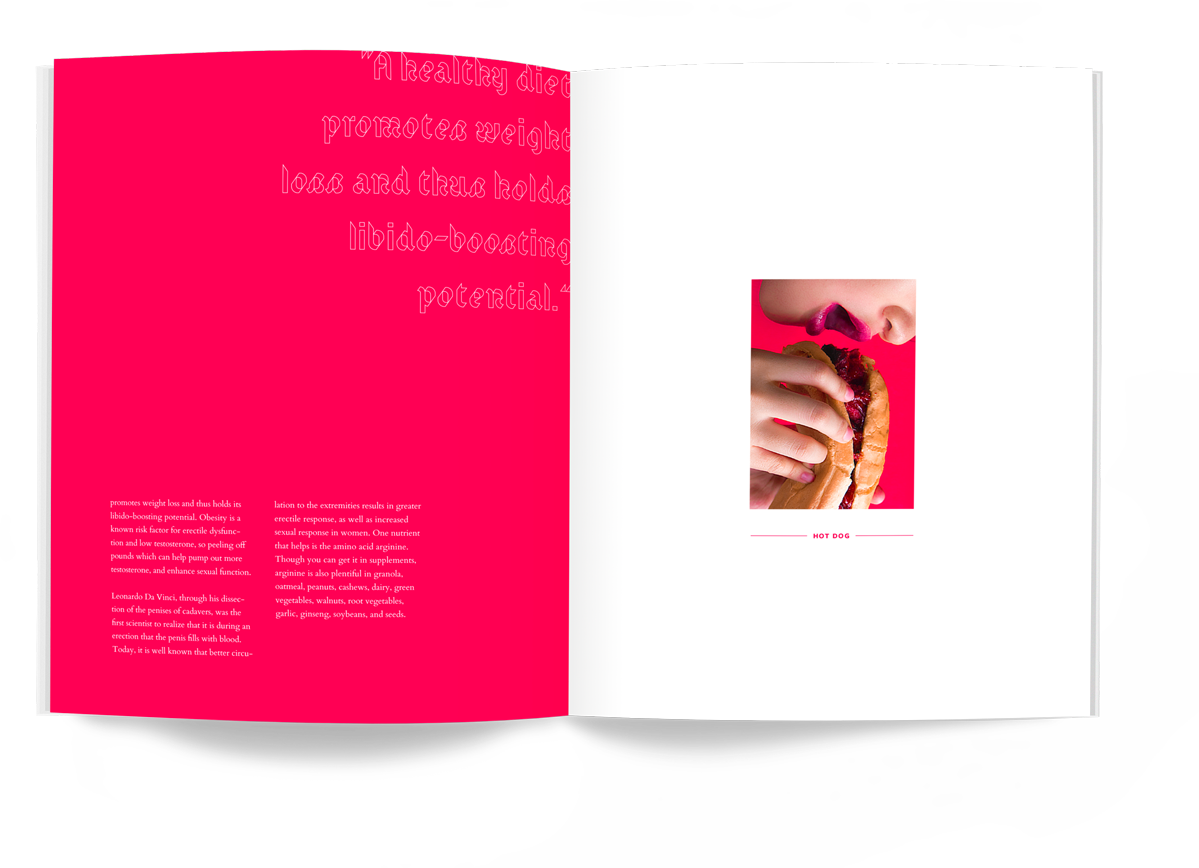 "A healthy diet
promotes weight
loss and thus holds
libido-boosting
potential.“
promotes weight loss and thus holds its
libido-boosting potential. Obesity is a
known risk factor for erectile dysfunc-
tion and low testosterone, so peeling off
pounds which can help pump out more
testosterone, and enhance sexual function.
Leonardo Da Vinci, through his dissec-
tion of the penises of cadavers, was the
first scientist to realize that it is during an
erection that the penis fills with blood.
Today, it is well known that better circu-
lation to the extremities results in greater
erectile response, as well as increased
sexual response in women. One nutrient
that helps is the amino acid arginine.
Though you can get it in supplements,
arginine is also plentiful in granola,
oatmeal, peanuts, cashews, dairy, green
vegetables, walnuts, root vegetables,
garlic, ginseng, soybeans, and seeds.
HOT DOG